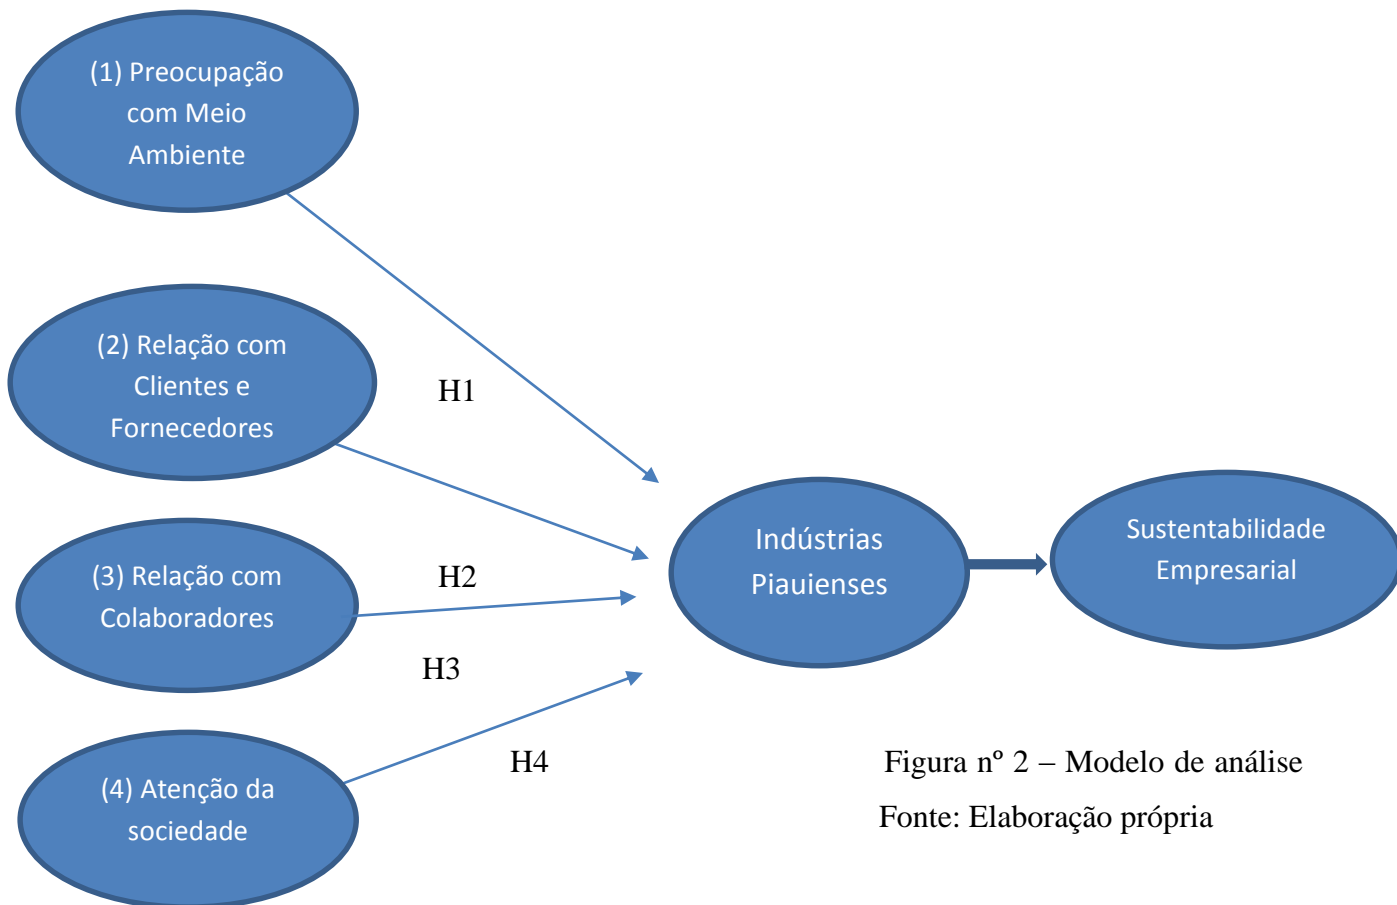 (1) Preocupação
com Meio
Ambiente
(2) Relação com
Clientes e
Fornecedores
H1
(3) Relação com
Colaboradores
H2
H3
(4) Atenção da
sociedade
H4
Indústrias
Piauienses
Sustentabilidade
Empresarial
Figura nº 2 – Modelo de análise
Fonte: Elaboração própria